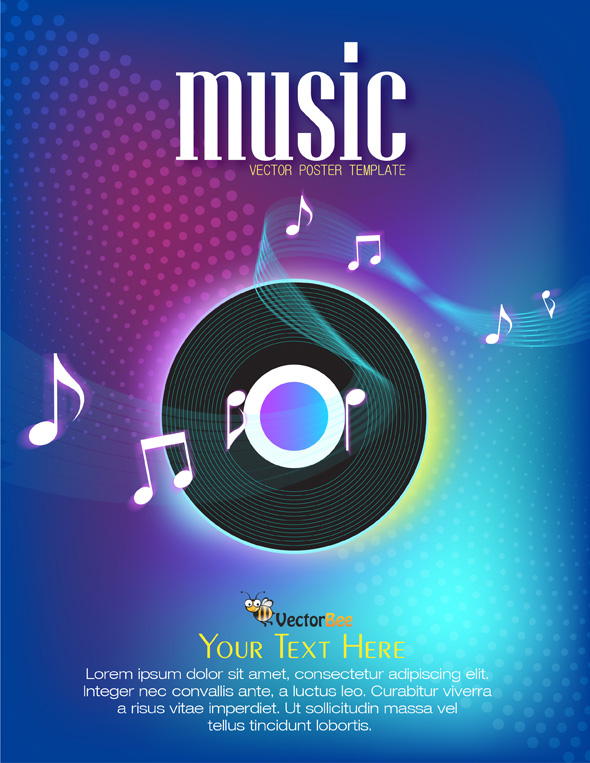 music
VECTOR POSTER TEMPLATE
VectorBee
Your Text Here
Lorem ipsum dolor sit amet, consectetur adipiscing elit.
Integer nec convallis ante, a luctus leo. Curabitur viverra
a risus vitae imperdiet. Ut sollicitudin massa vel
tellus tincidunt lobortis.